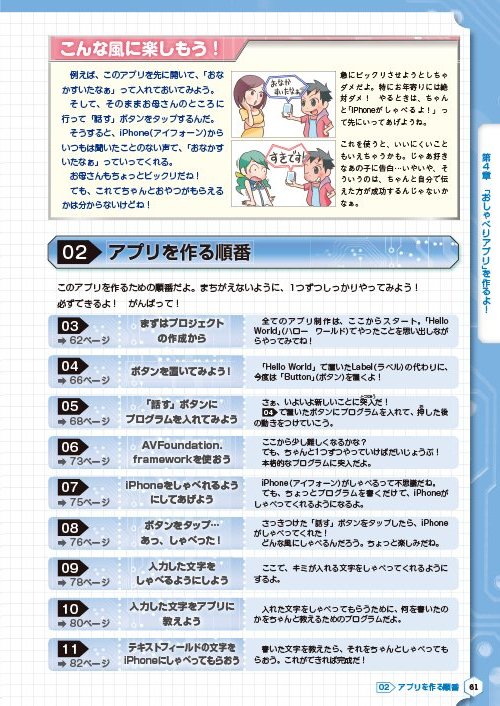 こんな風に楽しもう！
例えば、このアプリを先に開いて、「おな
かすいたなぁ」って入れておいてみよう。
そして、そのままお母さんのところに
行って「話す」ボタンをタップするんだ。
そうすると、iPhone(アイフォーン)から
いつもは聞いたことのない声で、「おなかす
いたなぁ」っていってくれる。
お母さんもちょっとビックリだね！
でも、これでちゃんとおやつがもらえる
かは分からないけどね！
おなか
すいたなぁ
急にビックリさせようとしちゃ
ダメだよ。特にお年寄りには絶
対ダメ！　やるときは、ちゃん
と「iPhoneがしゃべるよ！」っ
て先にいってあげようね。
すきです！
これを使うと、いいにくいこと
もいえちゃうかも。じゃあ好き
なあの子に告白…いやいや、そ
ういうのは、ちゃんと自分で伝
えた方が成功するんじゃないか
なぁ。
第4章　「おしゃべりアプリ」を作るよ！
02 アプリを作る順番
このアプリを作るための順番だよ。まちがえないように、1つずつしっかりやってみよう！
必ずできるよ！　がんばって！
03
➡ 62ページ
まずはプロジェクト
の作成から
全てのアプリ制作は、ここからスタート。「Hello
World」(ハロー　ワールド)でやったことを思い出しなが
らやってみてね！
04
➡ 66ページ
ボタンを置いてみよう！
「Hello World」で置いたLabel(ラベル)の代わりに、
今度は「Button」(ボタン)を置くよ！
05
➡ 68ページ
「話す」ボタンに
プログラムを入れてみよう
さぁ、いよいよ新しいことに突入だ！
04で置いたボタンにプログラムを入れて、押した後
の動きをつけていこう。
06
➡ 73ページ
AVFoundation.
frameworkを使おう
ここから少し難しくなるかな？
でも、ちゃんと1つずつやっていけばだいじょうぶ！
本格的なプログラムに突入だよ。
07
➡ 75ページ
iPhoneをしゃべれるよう
にしてあげよう
iPhone(アイフォーン)がしゃべるって不思議だね。
でも、ちょっとプログラムを書くだけで、iPhoneが
しゃべってくれるようになるよ。
08
➡ 76ページ
ボタンをタップ…
あっ、しゃべった！
さっきつけた「話す」ボタンをタップしたら、iPhone
がしゃべってくれた！
どんな風にしゃべるんだろう。ちょっと楽しみだね。
09
➡ 78ページ
入力した文字を
しゃべるようにしよう
ここで、キミが入れる文字をしゃべってくれるように
するよ。
10
➡ 80ページ
入力した文字をアプリに
教えよう
入れた文字をしゃべってもらうために、何を書いたの
かをちゃんと教えるためのプログラムだよ。
11
➡ 82ページ
テキストフィールドの文字を
iPhoneにしゃべってもらおう
書いた文字を教えたら、それをちゃんとしゃべっても
らおう。これができれば完成だ！
02 アプリを作る順番 61